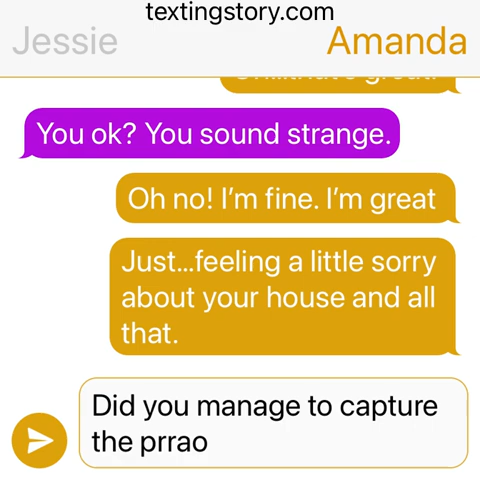 textingstory.com
Jessie Amanda
You ok? You sound strange.
Oh no! I'm fine. I'm great
Just...feeling a little sorry
about your house and all
that.
Did you manage to capture
the prrao